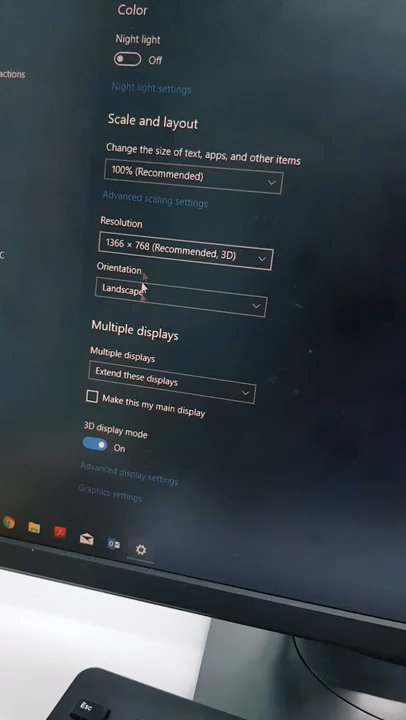 Color
Night light
Off
actions
Night light settings
Scale and layout
Change the size of text, apps, and other items
100% (Recommended)
Advanced scaling settings
Resolution
1366 × 768 (Recommended, 3D)
Orientation
Landscape
Multiple displays
Multiple displays
Extend these displays
Make this my main display
3D display mode
On
Advanced display settings
Graphics settings
Esc